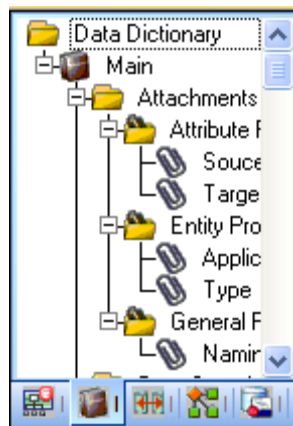 Data Dictionary
Main
Attachments
Attribute F
Souce
Targe
Entity Pro
Applic
Type
General F
Namir